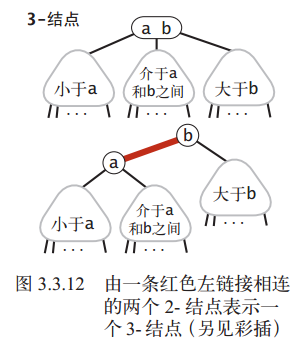 3-结点
a b
小于a
介于a
和b之间
大于b
b
a
小于a
介于a
和b之间
大于b
图 3.3.12 由一条红色左链接相连
的两个 2- 结点表示一
个 3- 结点（另见彩插）